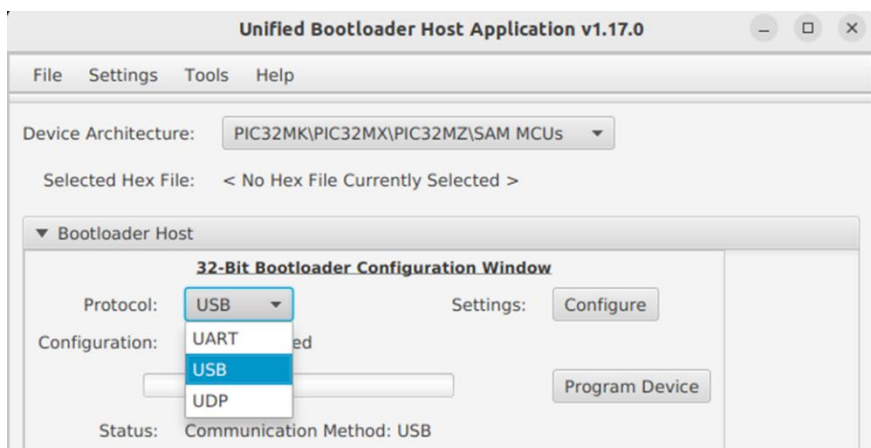 Unified Bootloader Host Application v1.17.0
File Settings Tools Help
Device Architecture: PIC32MK\PIC32MX\PIC32MZ\SAM MCUs
Selected Hex File: < No Hex File Currently Selected >
Bootloader Host
32-Bit Bootloader Configuration Window
Protocol: USB Settings: Configure
Configuration:
UART
USB
UDP
Program Device
Status: Communication Method: USB